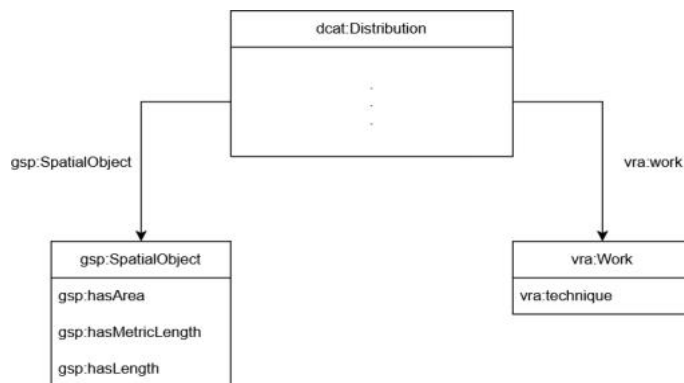 dcat:Distribution
.
.
.
gsp:SpatialObject
vra:work
gsp:SpatialObject
gsp:hasArea
gsp:hasMetricLength
gsp:hasLength
vra:Work
vra:technique